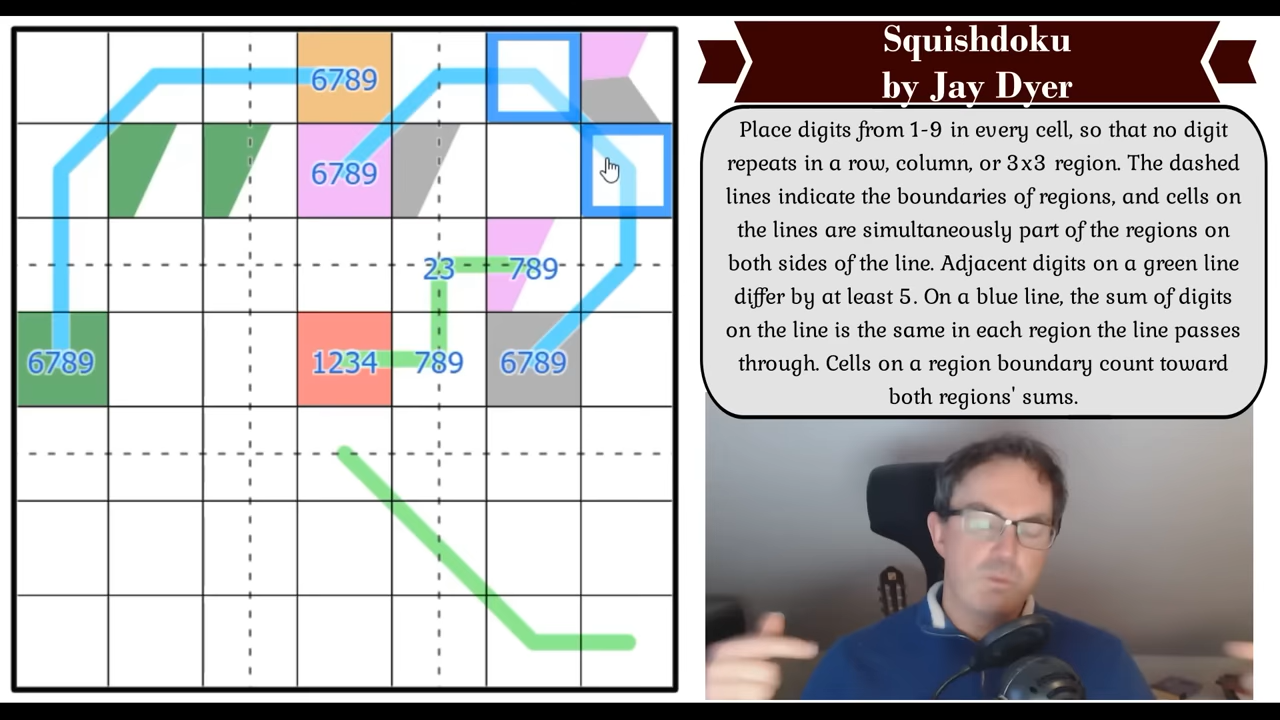 Squishdoku
by Jay Dyer
Place digits from 1-9 in every cell, so that no digit
repeats in a row, column, or 3x3 region. The dashed
lines indicate the boundaries of regions, and cells on
the lines are simultaneously part of the regions on
both sides of the line. Adjacent digits on a green line
differ by at least 5. On a blue line, the sum of digits
on the line is the same in each region the line passes
through. Cells on a region boundary count toward
both regions' sums.
6789
6789
23 789
6789 1234 789 6789